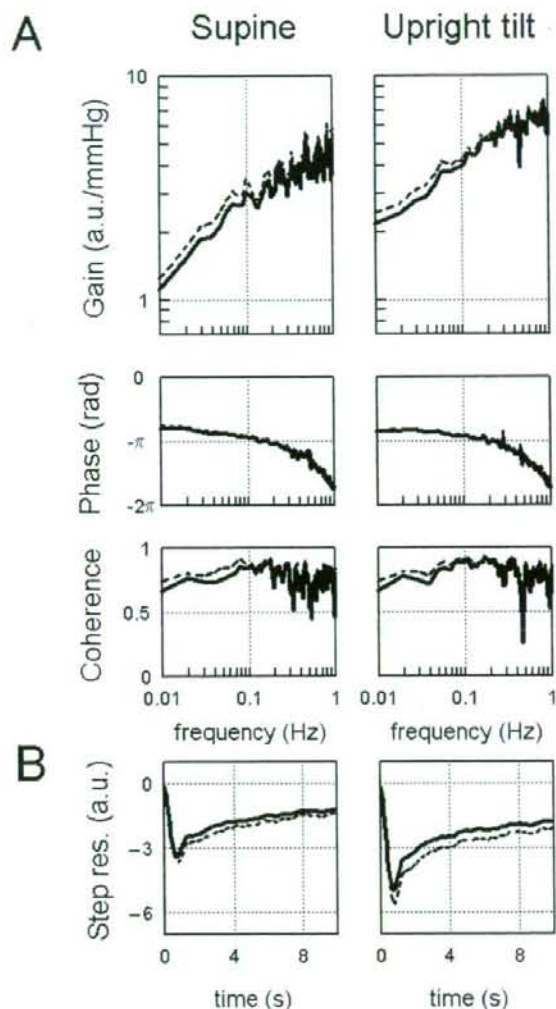 A
Supine
Upright tilt
Gain (a.u./mmHg)
10
1
Phase (rad)
0
-π
-2π
Coherence
1
0.5
0
0.01
0.1
1
0.01
0.1
1
frequency (Hz)
frequency (Hz)
B
Step res. (a.u.)
0
-3
-6
0
4
8
0
4
8
time (s)
time (s)